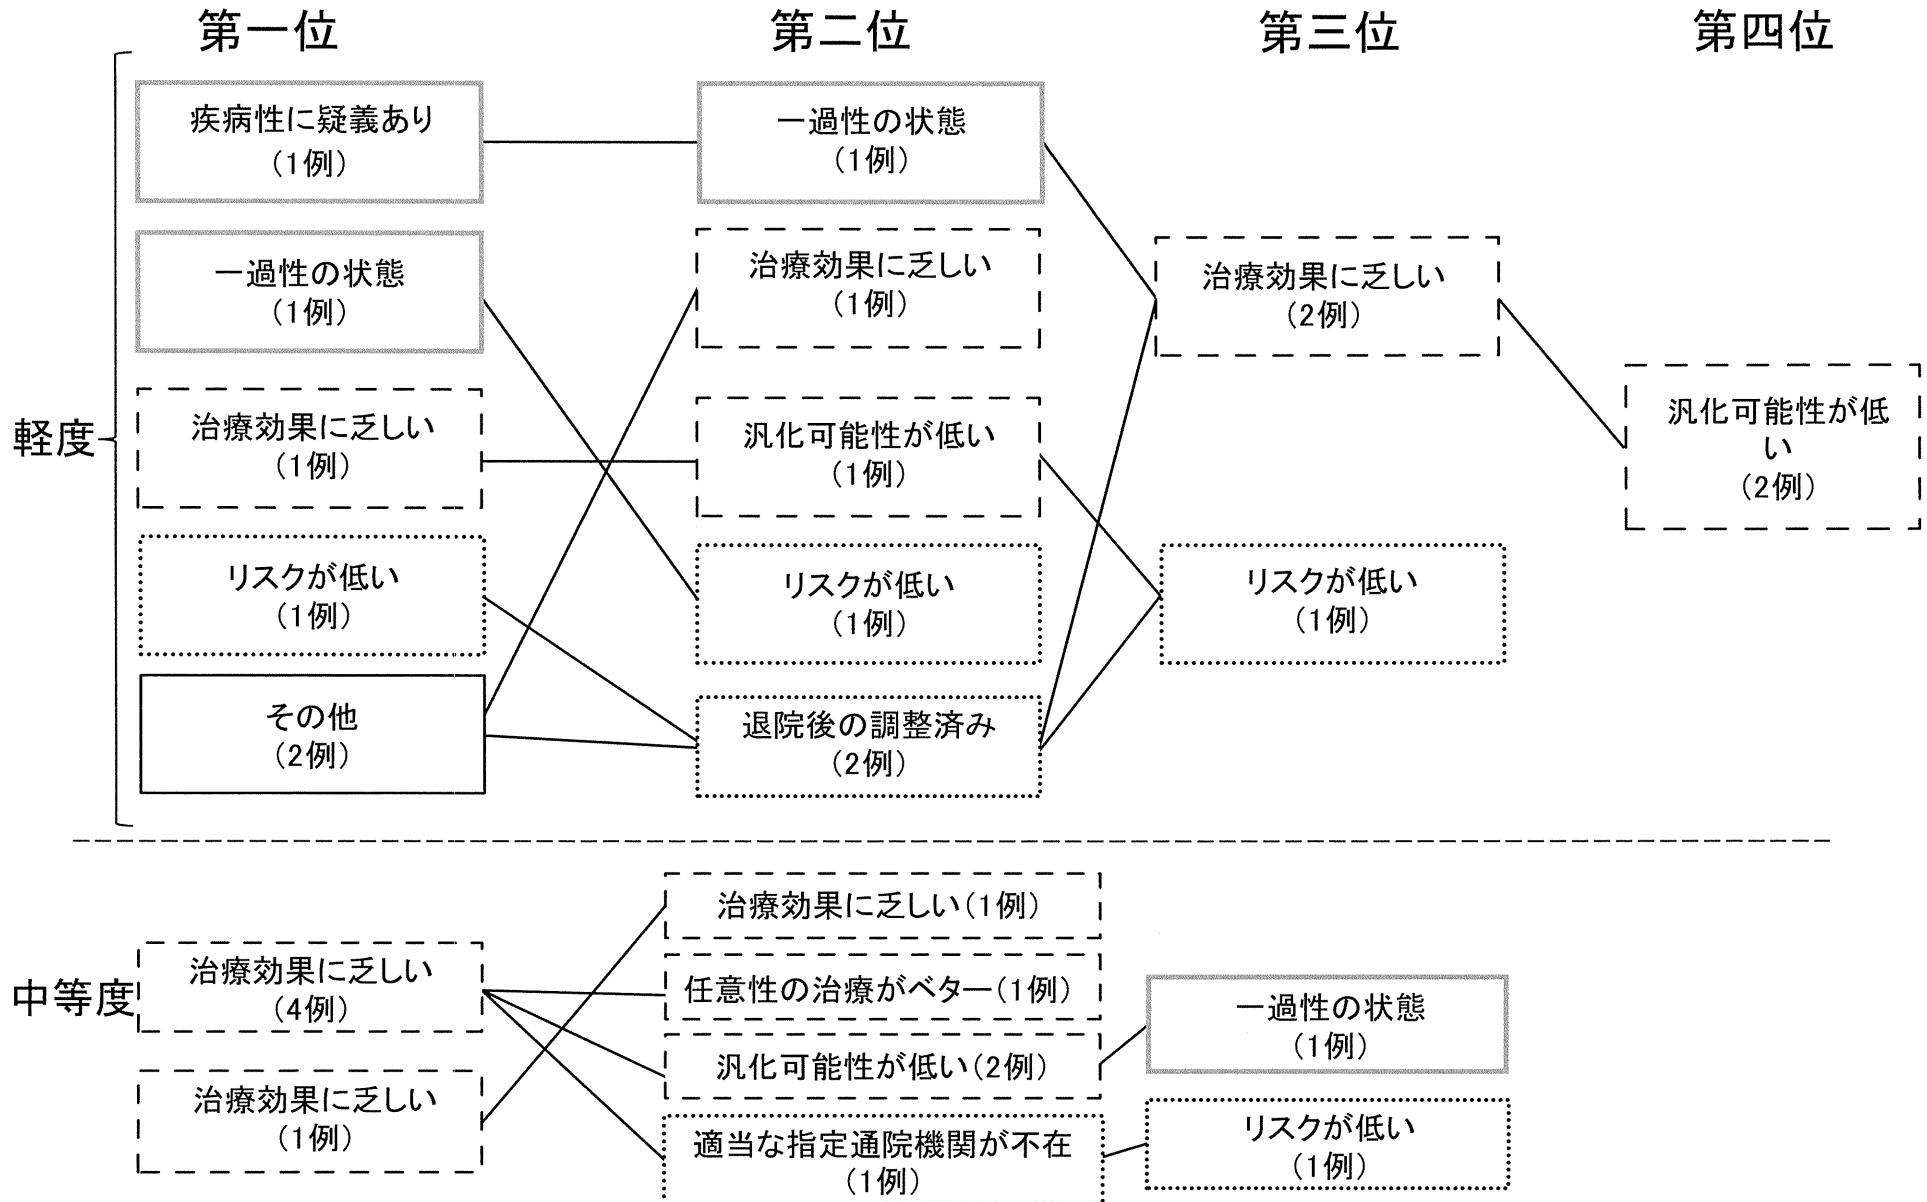 第一位
第二位
第三位
第四位
軽度
疾病性に疑義あり
(1例)
一過性の状態
(1例)
治療効果に乏しい
(1例)
リスクが低い
(1例)
その他
(2例)
一過性の状態
(1例)
治療効果に乏しい
(1例)
汎化可能性が低い
(1例)
リスクが低い
(1例)
退院後の調整済み
(2例)
治療効果に乏しい
(2例)
リスクが低い
(1例)
汎化可能性が低
い
(2例)
中等度
治療効果に乏しい
(4例)
治療効果に乏しい
(1例)
治療効果に乏しい(1例)
任意性の治療がベター(1例)
汎化可能性が低い(2例)
適当な指定通院機関が不在
(1例)
一過性の状態
(1例)
リスクが低い
(1例)